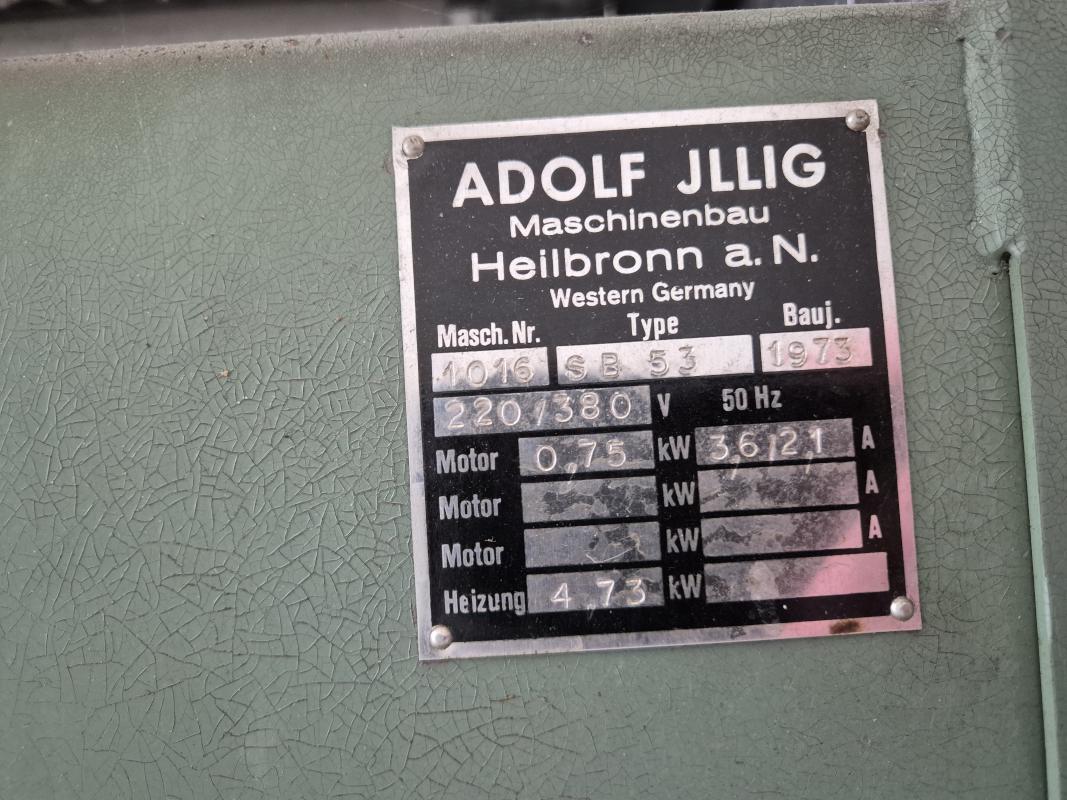 ADOLF JLLIG
Maschinenbau
Heilbronn a. N.
Western Germany
Masch. Nr. Type Bauj.
1016 SB 53 1973
220/380 V 50 Hz
Motor 0,75 kW 3,6/2,1 A
Motor kW A
Motor kW A
Heizung 4,73 kW